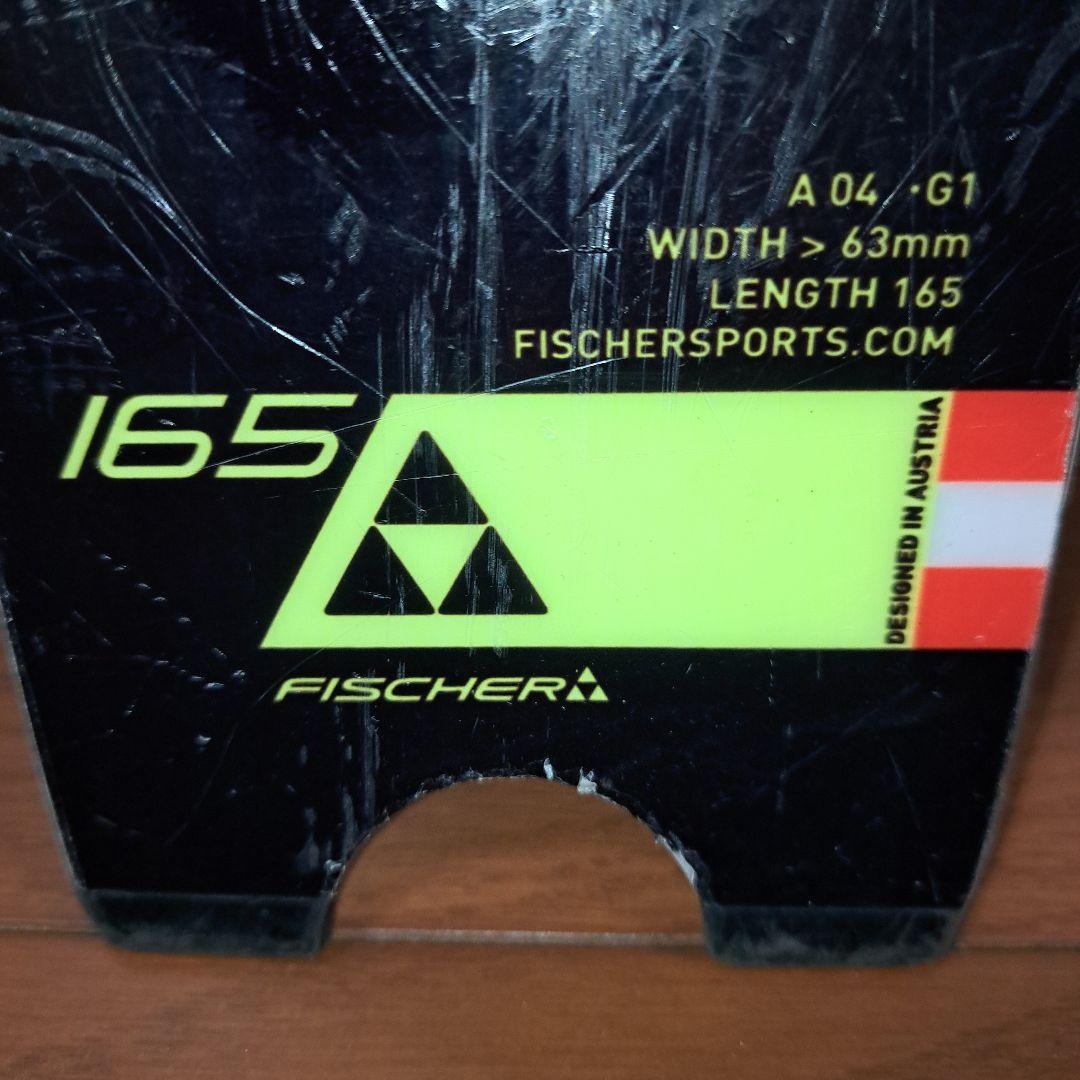 A 04 ·G1
WIDTH > 63mm
LENGTH 165
FISCHERSPORTS.COM
165
DESIGNED IN AUSTRIA
FISCHER